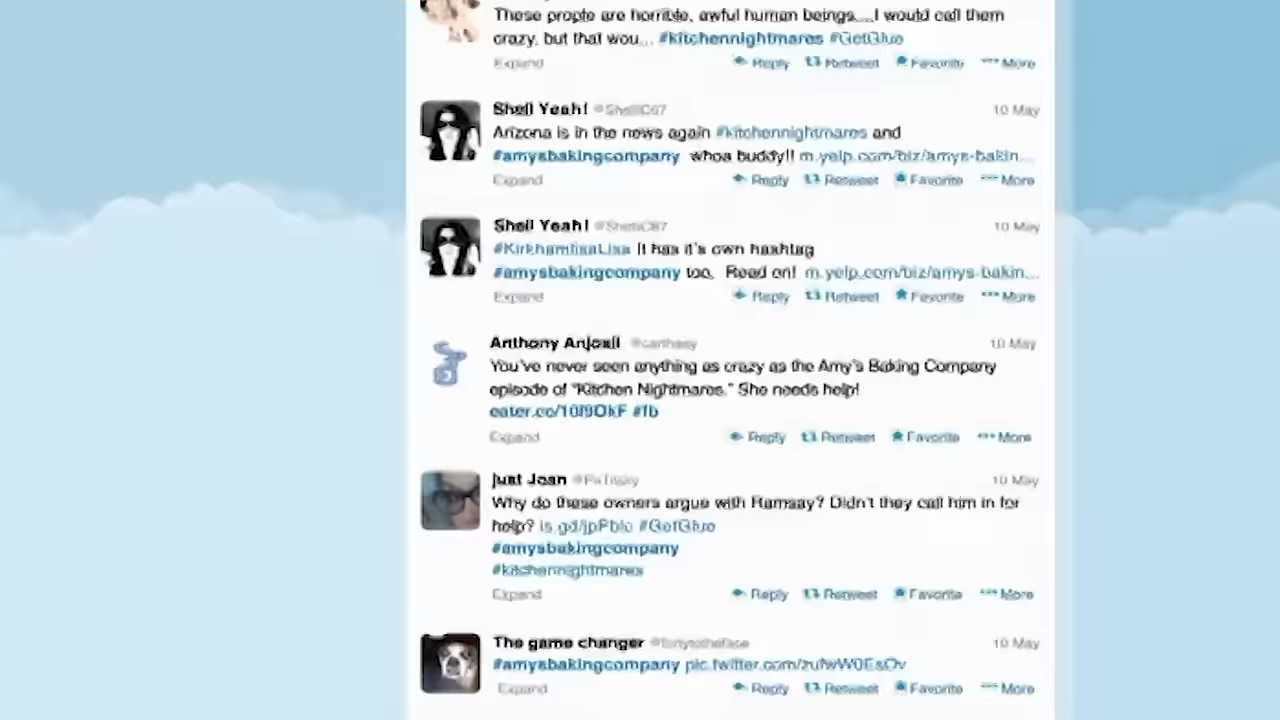 These people are horrible, awful human beings....I would call them
crazy, but that wou... #kitchennightmares #GetGlue
Expand Reply Retweet Favorite More
Shell Yeah! 10 May
Arizona is in the news again #kitchennightmares and
#amysbakingcompany whoa buddy!! m.yelp.com/biz/amys-bakin...
Expand Reply Retweet Favorite More
Shell Yeah! 10 May
It has it's own hashtag
#amysbakingcompany too. Read on! m.yelp.com/biz/amys-bakin...
Expand Reply Retweet Favorite More
Anthony 10 May
You've never seen anything as crazy as the Amy's Baking Company
episode of "Kitchen Nightmares." She needs help!
#fb
Expand Reply Retweet Favorite More
Just Joan 10 May
Why do these owners argue with Ramsay? Didn't they call him in for
help? #GetGlue
#amysbakingcompany
#kitchennightmares
Expand Reply Retweet Favorite More
The game changer 10 May
#amysbakingcompany
Expand Reply Retweet Favorite More